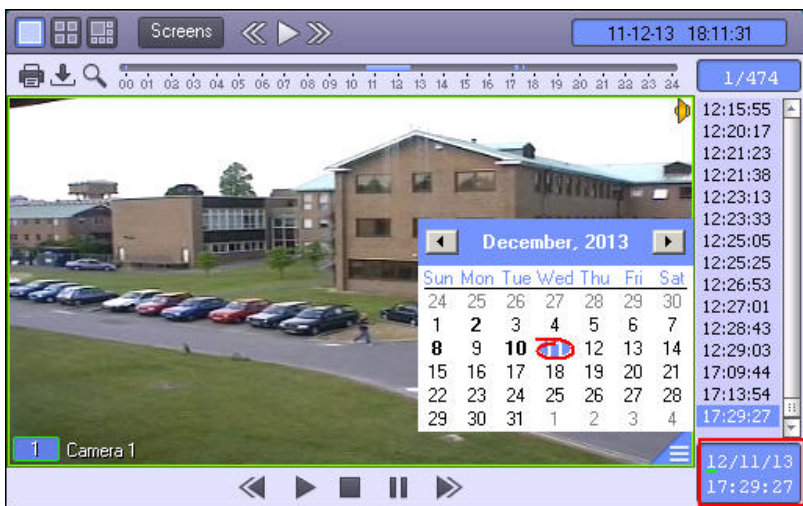 Screens
11-12-13 18:11:31
00 01 02 03 04 05 06 07 08 09 10 11 12 13 14 15 16 17 18 19 20 21 22 23 24
1/474
12:15:55
12:20:17
12:21:23
12:21:38
12:23:13
12:23:33
12:25:05
12:25:25
12:26:53
12:27:01
12:28:43
12:29:03
17:09:44
17:13:54
17:29:27
December, 2013
Sun Mon Tue Wed Thu Fri Sat
24 25 26 27 28 29 30
1 2 3 4 5 6 7
8 9 10 11 12 13 14
15 16 17 18 19 20 21
22 23 24 25 26 27 28
29 30 31 1 2 3 4
1 Camera 1
12/11/13
17:29:27